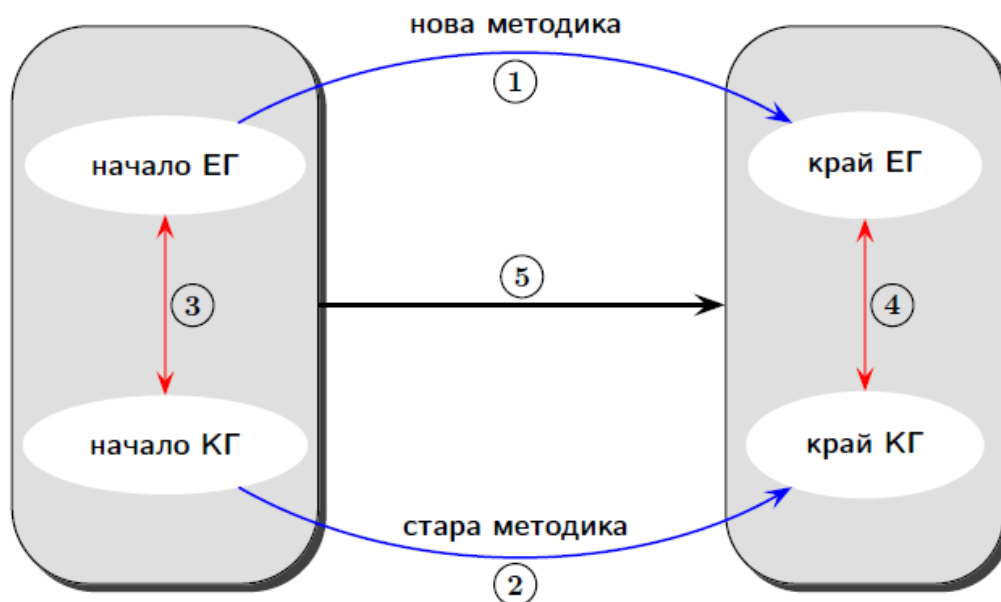 нова методика
1
начало ЕГ
край ЕГ
5
3
4
начало КГ
край КГ
стара методика
2